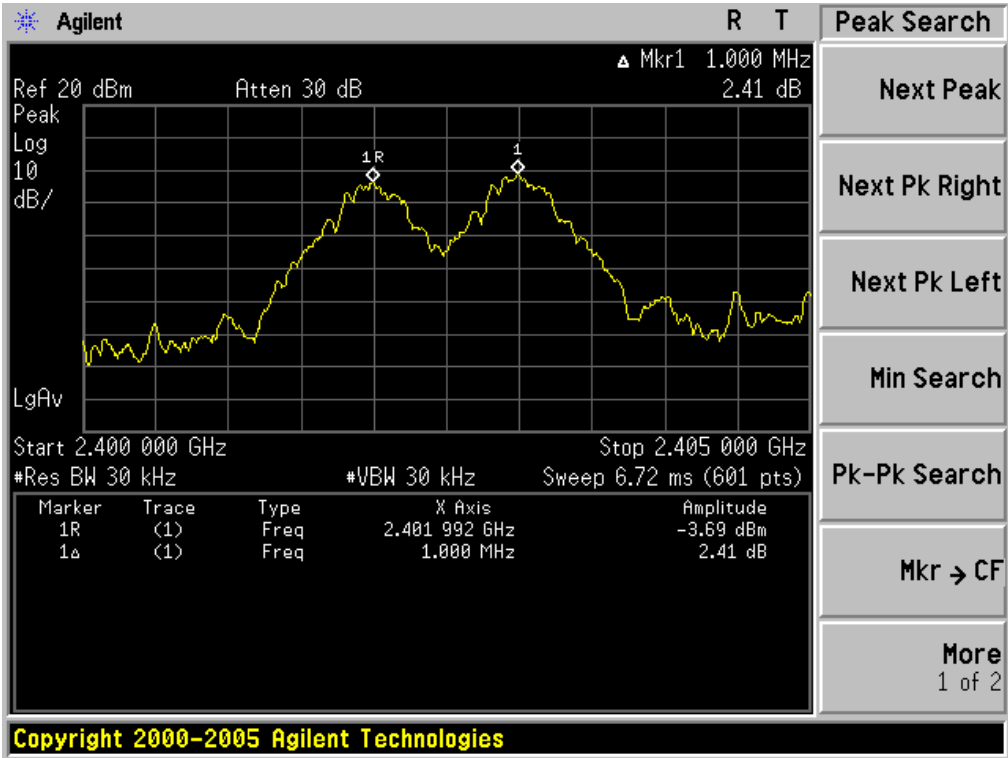 Agilent R T
Peak Search
▵ Mkr1 1.000 MHz
Ref 20 dBm Atten 30 dB 2.41 dB
Peak
Log
10
dB/
1R
1
LgAv
Start 2.400 000 GHz Stop 2.405 000 GHz
#Res BW 30 kHz #VBW 30 kHz Sweep 6.72 ms (601 pts)
Marker Trace Type X Axis Amplitude
1R (1) Freq 2.401 992 GHz -3.69 dBm
1▵ (1) Freq 1.000 MHz 2.41 dB
Next Peak
Next Pk Right
Next Pk Left
Min Search
Pk-Pk Search
Mkr → CF
More
1 of 2
Copyright 2000-2005 Agilent Technologies